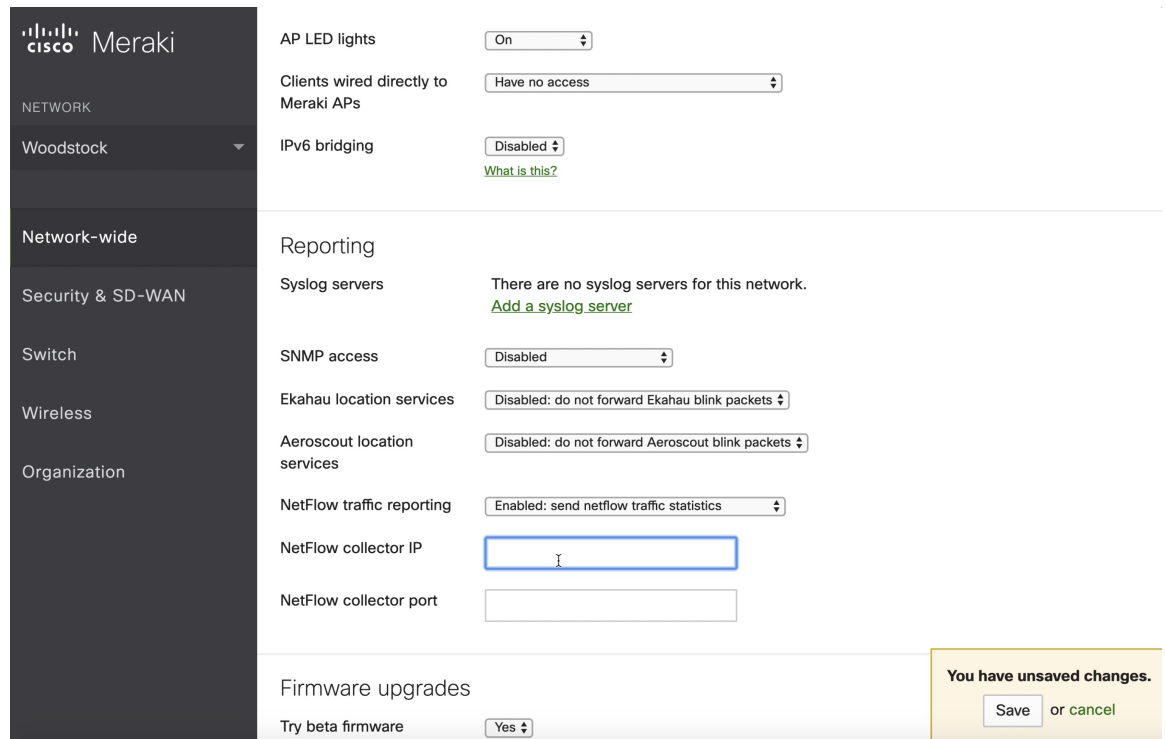 cisco Meraki
NETWORK
Woodstock
Network-wide
Security & SD-WAN
Switch
Wireless
Organization
AP LED lights
On
Clients wired directly to
Meraki APs
Have no access
IPv6 bridging
Disabled
What is this?
Reporting
Syslog servers
There are no syslog servers for this network.
Add a syslog server
SNMP access
Disabled
Ekahau location services
Disabled: do not forward Ekahau blink packets
Aeroscout location
services
Disabled: do not forward Aeroscout blink packets
NetFlow traffic reporting
Enabled: send netflow traffic statistics
NetFlow collector IP
NetFlow collector port
Firmware upgrades
Try beta firmware
Yes
You have unsaved changes.
Save or cancel